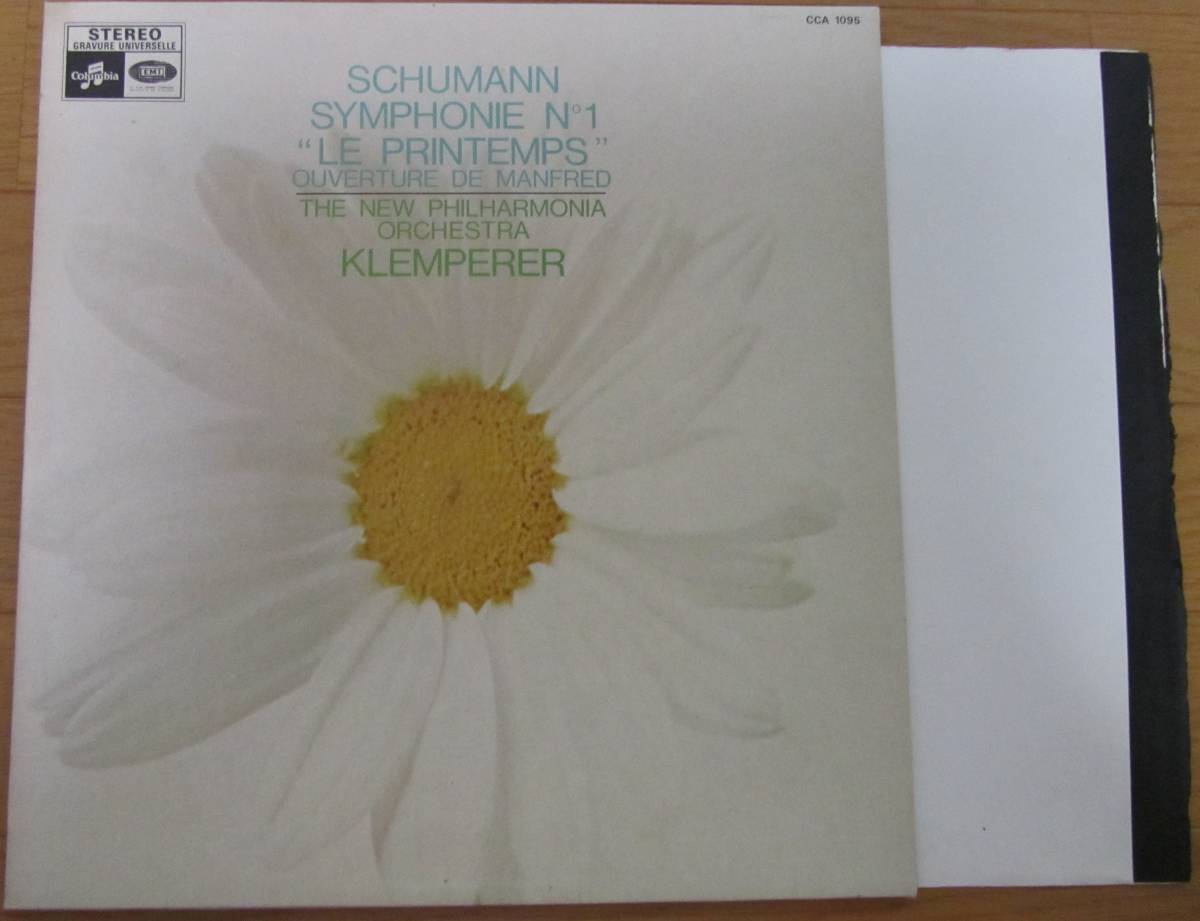 CCA 1095
STEREO
GRAVURE UNIVERSELLE
Columbia
EMI
SCHUMANN
SYMPHONIE N°1
“LE PRINTEMPS”
OUVERTURE DE MANFRED
THE NEW PHILHARMONIA
ORCHESTRA
KLEMPERER